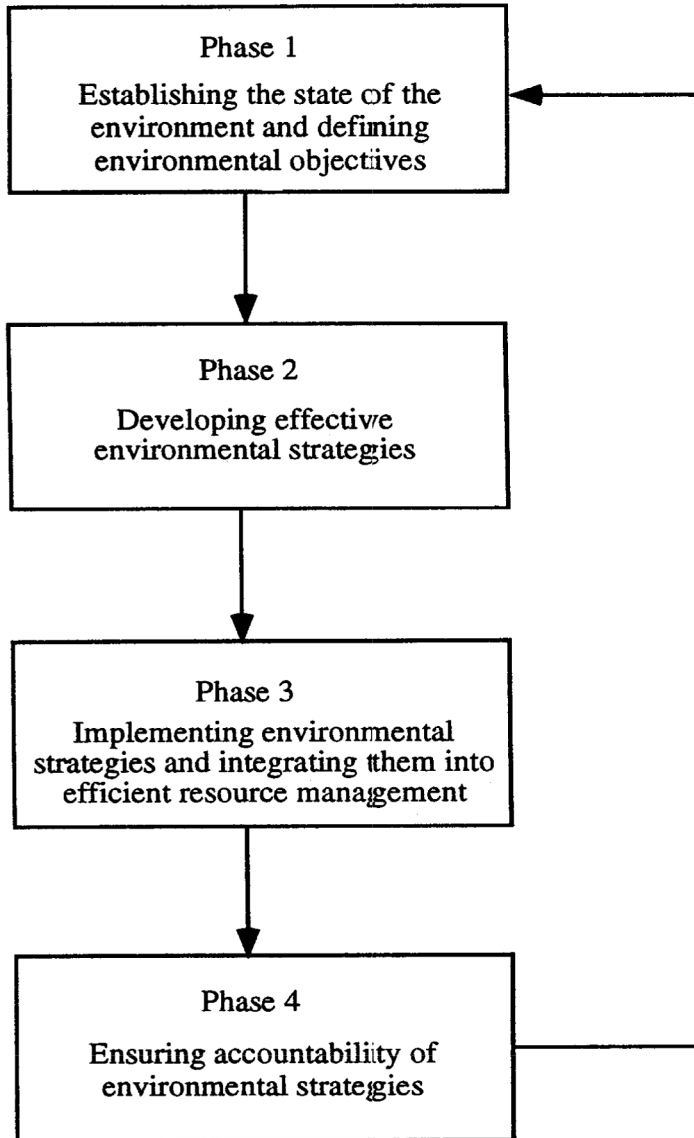 Phase 1
Establishing the state of the
environment and defining
environmental objectives
Phase 2
Developing effective
environmental strategies
Phase 3
Implementing environmental
strategies and integrating them into
efficient resource management
Phase 4
Ensuring accountability of
environmental strategies